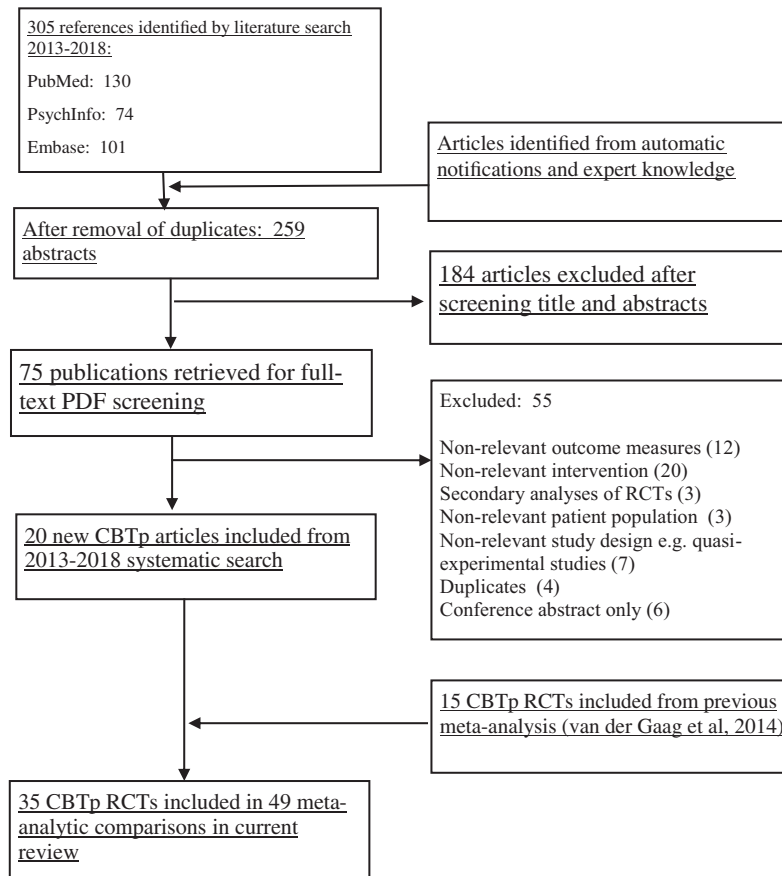 305 references identified by literature search
2013-2018:
PubMed: 130
PsychInfo: 74
Embase: 101
Articles identified from automatic
notifications and expert knowledge
After removal of duplicates: 259
abstracts
184 articles excluded after
screening title and abstracts
75 publications retrieved for full-
text PDF screening
Excluded: 55
Non-relevant outcome measures (12)
Non-relevant intervention (20)
Secondary analyses of RCTs (3)
Non-relevant patient population (3)
Non-relevant study design e.g. quasi-
experimental studies (7)
Duplicates (4)
Conference abstract only (6)
20 new CBTp articles included from
2013-2018 systematic search
15 CBTp RCTs included from previous
meta-analysis (van der Gaag et al, 2014)
35 CBTp RCTs included in 49 meta-
analytic comparisons in current
review